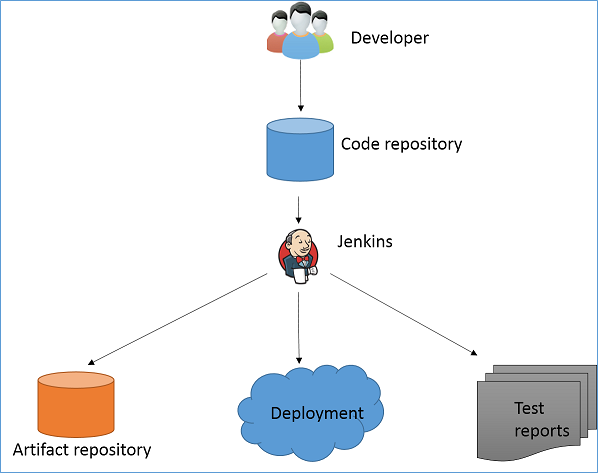 Developer
Code repository
Jenkins
Deployment
Test
reports
Artifact repository